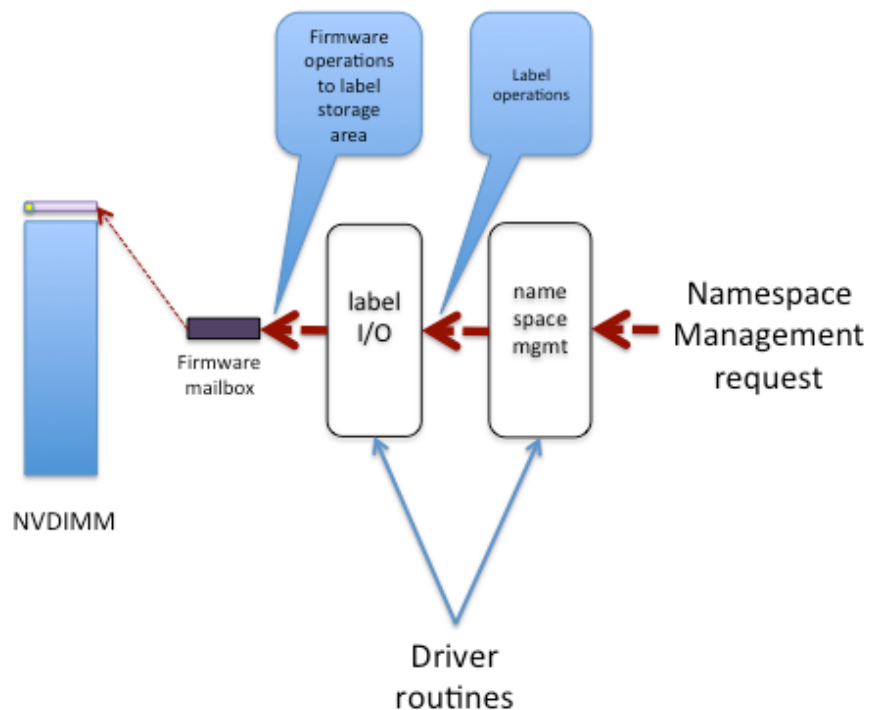 Firmware
operations
to label
storage
area
Label
operations
label
I/O
name
space
mgmt
Namespace
Management
request
Firmware
mailbox
NVDIMM
Driver
routines